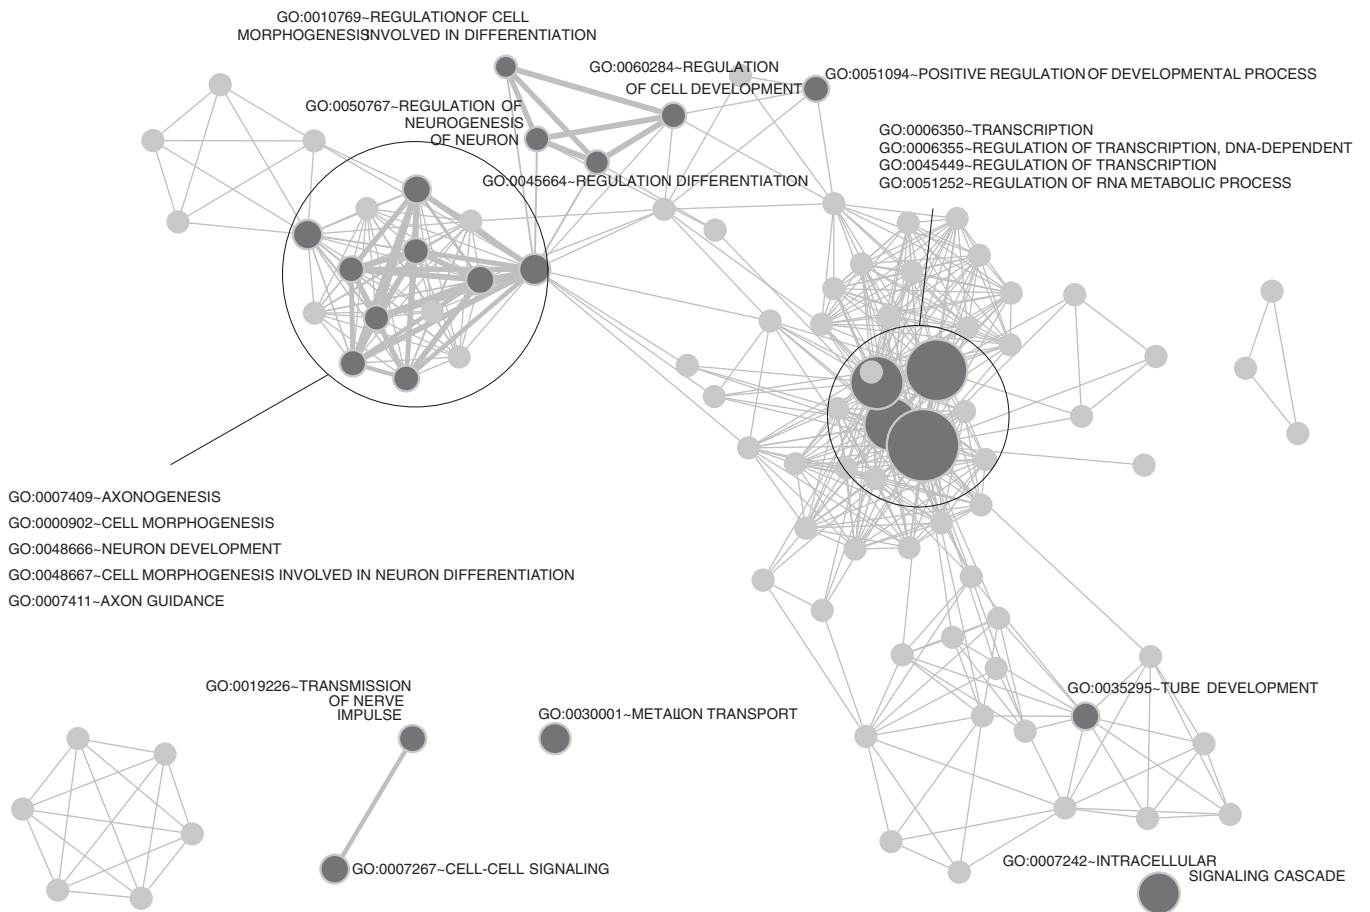 GO:0010769~REGULATION OF CELL
MORPHOGENESIS INVOLVED IN DIFFERENTIATION
GO:0060284~REGULATION
OF CELL DEVELOPMENT
GO:0051094~POSITIVE REGULATION OF DEVELOPMENTAL PROCESS
GO:0050767~REGULATION OF
NEUROGENESIS
OF NEURON
GO:0045664~REGULATION DIFFERENTIATION
GO:0006350~TRANSCRIPTION
GO:0006355~REGULATION OF TRANSCRIPTION, DNA-DEPENDENT
GO:0045449~REGULATION OF TRANSCRIPTION
GO:0051252~REGULATION OF RNA METABOLIC PROCESS
GO:0007409~AXONOGENESIS
GO:0000902~CELL MORPHOGENESIS
GO:0048666~NEURON DEVELOPMENT
GO:0048667~CELL MORPHOGENESIS INVOLVED IN NEURON DIFFERENTIATION
GO:0007411~AXON GUIDANCE
GO:0019226~TRANSMISSION
OF NERVE
IMPULSE
GO:0030001~METAL ION TRANSPORT
GO:0035295~TUBE DEVELOPMENT
GO:0007267~CELL-CELL SIGNALING
GO:0007242~INTRACELLULAR
SIGNALING CASCADE